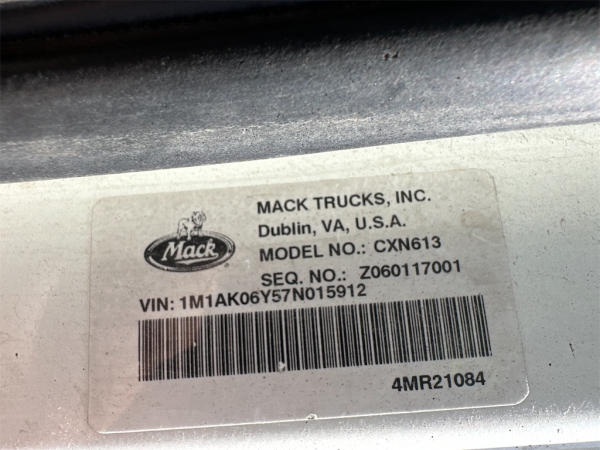 MACK TRUCKS, INC.
Dublin, VA, U.S.A.
Mack
MODEL NO.: CXN613
SEQ. NO.: Z060117001
VIN: 1M1AK06Y57N015912
4MR21084